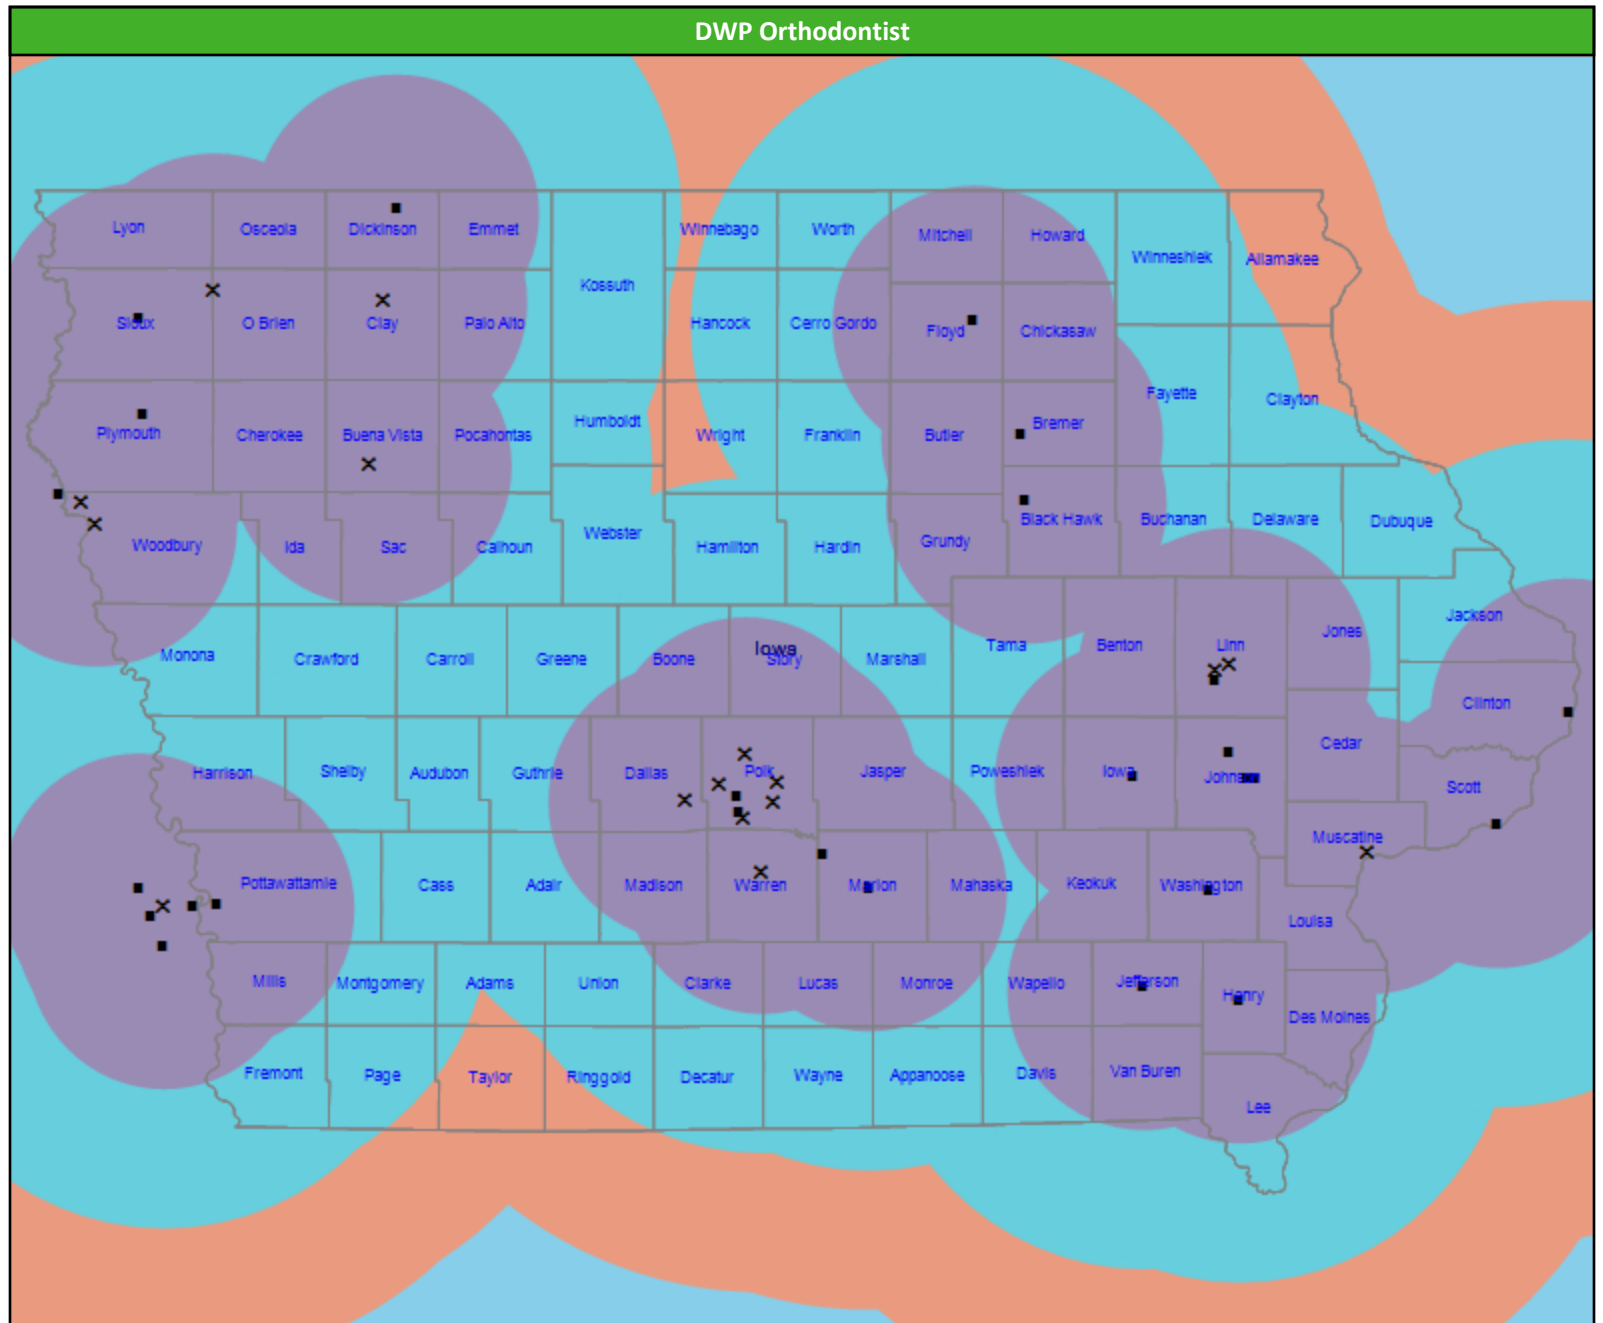 DWP Orthodontist
Lyon Osceola Dickinson Emmet Winnebago Worth Mitchell Howard
Winneshiek Allamakee
Kossuth
Sioux O Brien Clay Palo Alto Hancock Cerro Gordo Floyd Chickasaw
Fayette Clayton
Plymouth Cherokee Buena Vista Pocahontas Humboldt Wright Franklin Butler Bremer
Woodbury Ida Sac Calhoun Webster Hamilton Hardin Grundy Black Hawk Buchanan Delaware Dubuque
Iowa
Monona Crawford Carroll Greene Boone Story Marshall Tama Benton Linn Jones Jackson
Clinton
Harrison Shelby Audubon Guthrie Dallas Polk Jasper Poweshiek Iowa Johnson Cedar Scott
Muscatine
Pottawattamie Cass Adair Madison Warren Marion Mahaska Keokuk Washington
Louisa
Mills Montgomery Adams Union Clarke Lucas Monroe Wapello Jefferson Henry
Des Moines
Fremont Page Taylor Ringgold Decatur Wayne Appanoose Davis Van Buren
Lee